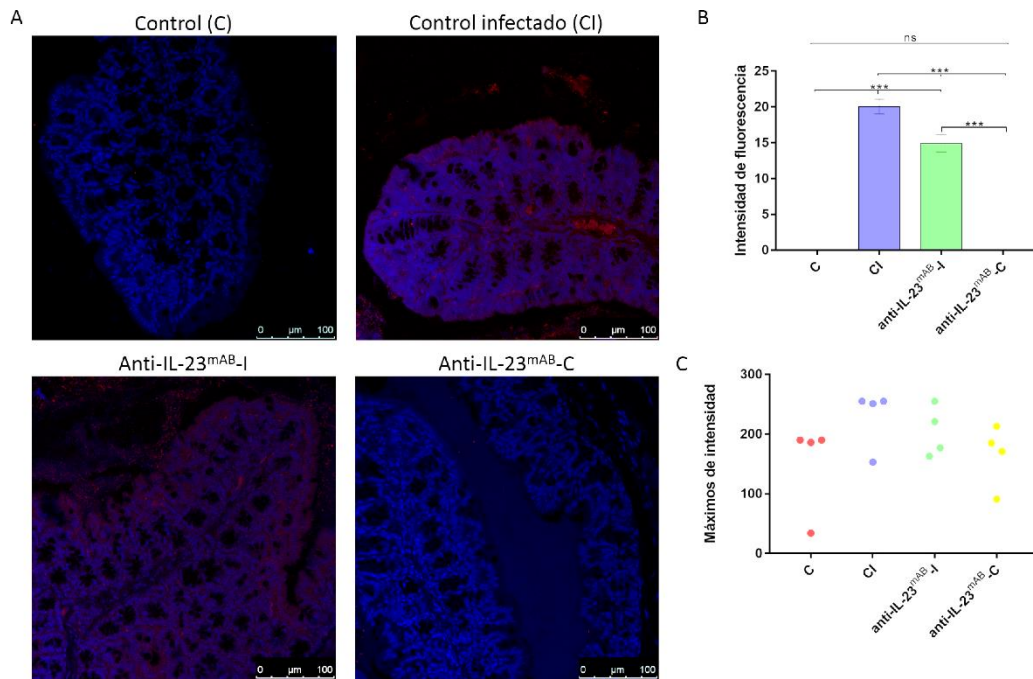 A
Control (C)
Control infectado (CI)
0 µm 100
0 µm 100
Anti-IL-23mAB-I
Anti-IL-23mAB-C
0 µm 100
0 µm 100
B
ns
***
***
***
Intensidad de fluorescencia
25
20
15
10
5
0
C
CI
anti-IL-23mAB-I
anti-IL-23mAB-C
C
Máximos de intensidad
300
200
100
0
C
CI
anti-IL-23mAB-I
anti-IL-23mAB-C